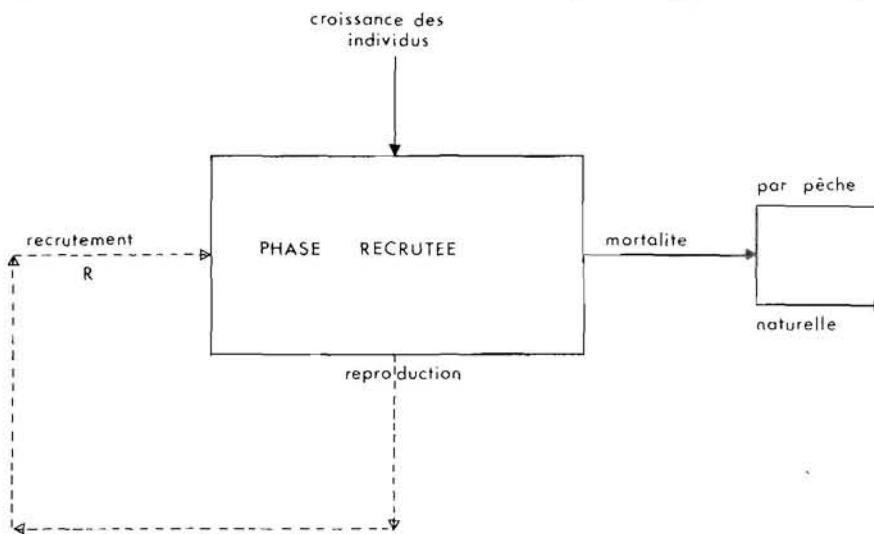 croissance des
individus
par pêche
recrutement
R
PHASE RECRUTEE
mortalite
naturelle
reproduction